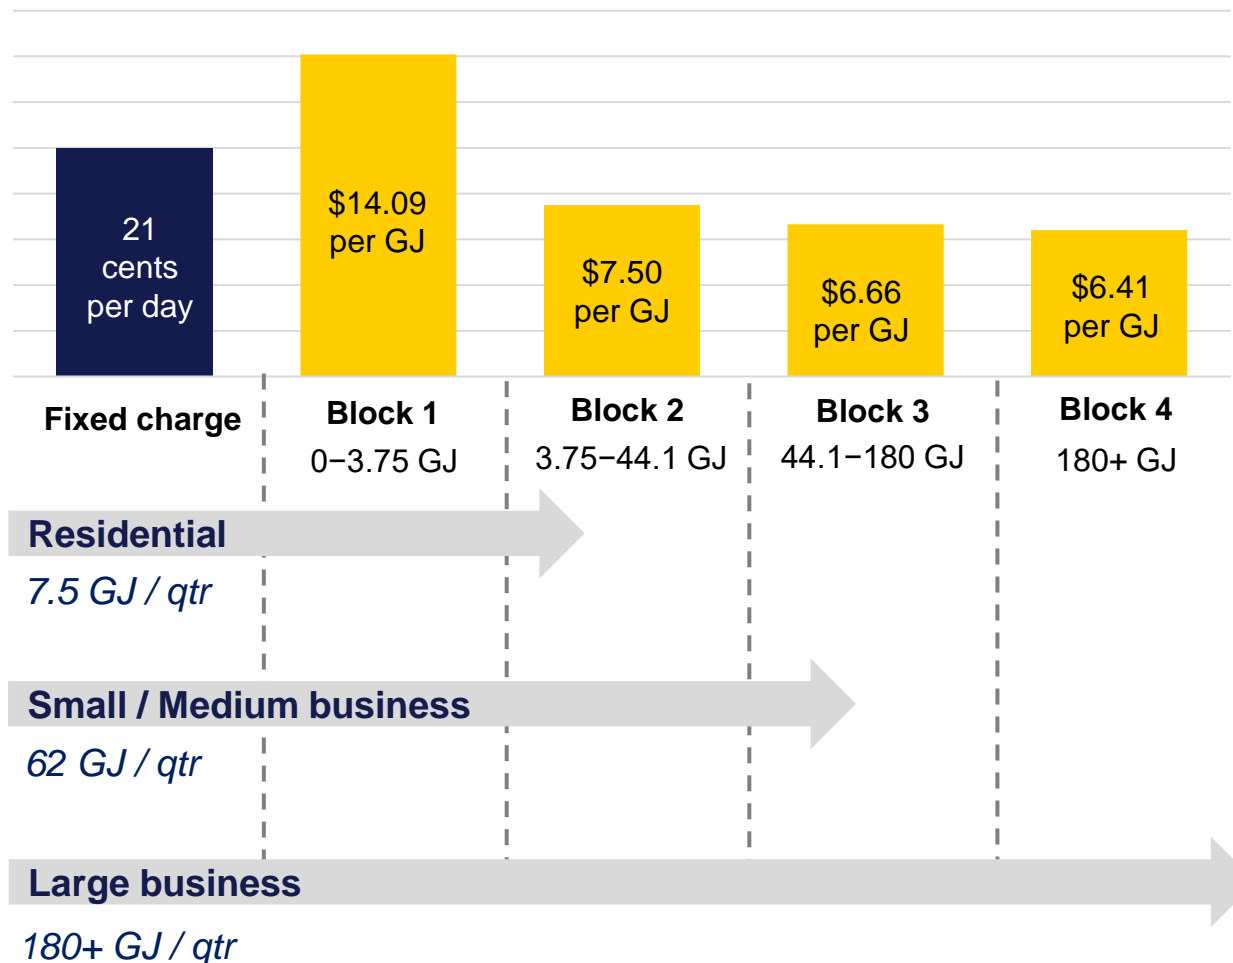 21
cents
per day
$14.09
per GJ
$7.50
per GJ
$6.66
per GJ
$6.41
per GJ
Fixed charge
Block 1
0−3.75 GJ
Block 2
3.75−44.1 GJ
Block 3
44.1−180 GJ
Block 4
180+ GJ
Residential
7.5 GJ / qtr
Small / Medium business
62 GJ / qtr
Large business
180+ GJ / qtr